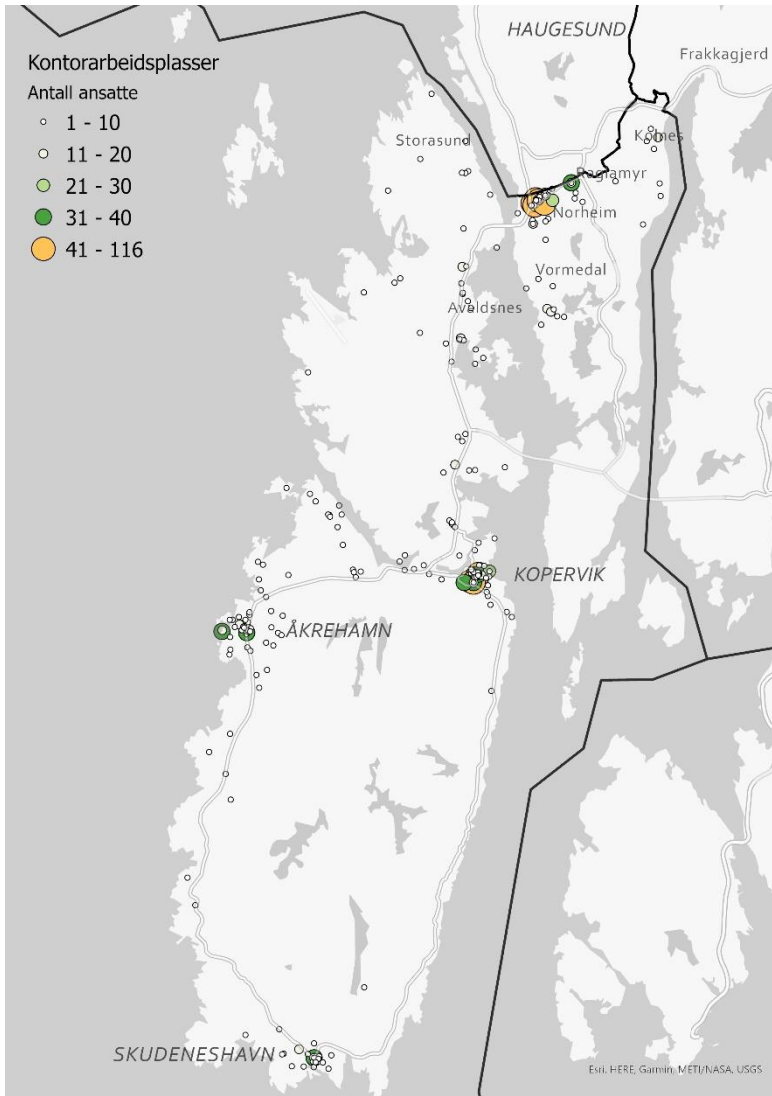 HAUGESUND
Frakkagjerd
Kontorarbeidsplasser
Antall ansatte
1 - 10
11 - 20
21 - 30
31 - 40
41 - 116
Storasund
Kolnes
Raglamyr
Norheim
Vormedal
Avaldsnes
KOPERVIK
ÅKREHAMN
SKUDENESHAVN
Esri, HERE, Garmin, METI/NASA, USGS